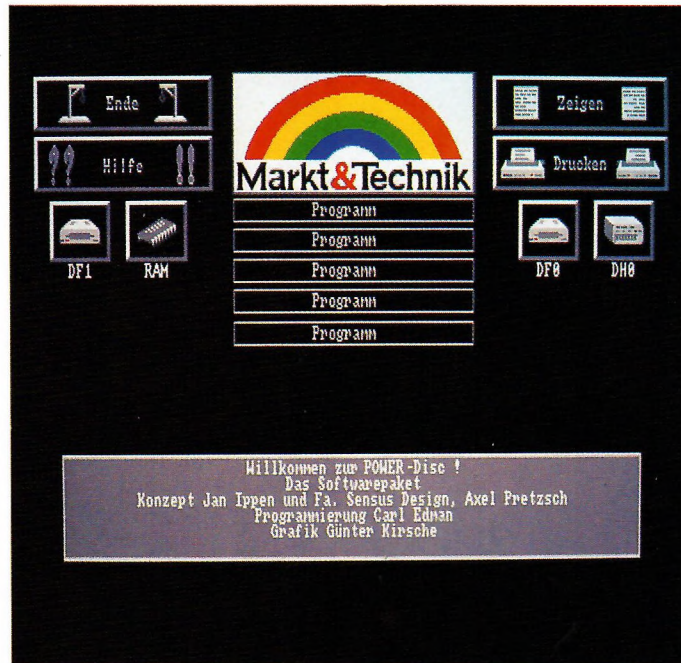 Ende
Hilfe
DF1
RAM
Markt&Technik
Programm
Programm
Programm
Programm
Programm
Zeigen
Drucken
DF0
DH0
Willkommen zur POWER-Disc !
Das Softwarepaket
Konzept Jan Ippen und Fa. Sensus Design, Axel Pretzsch
Programmierung Carl Edman
Grafik Günter Kirsche